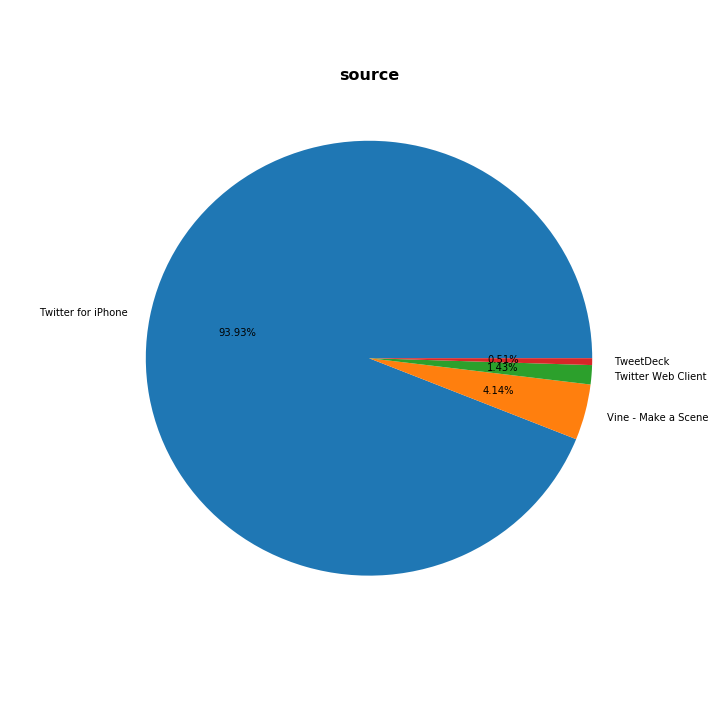 source
Twitter for iPhone
93.93%
0.51%
TweetDeck
1.43%
Twitter Web Client
4.14%
Vine - Make a Scene